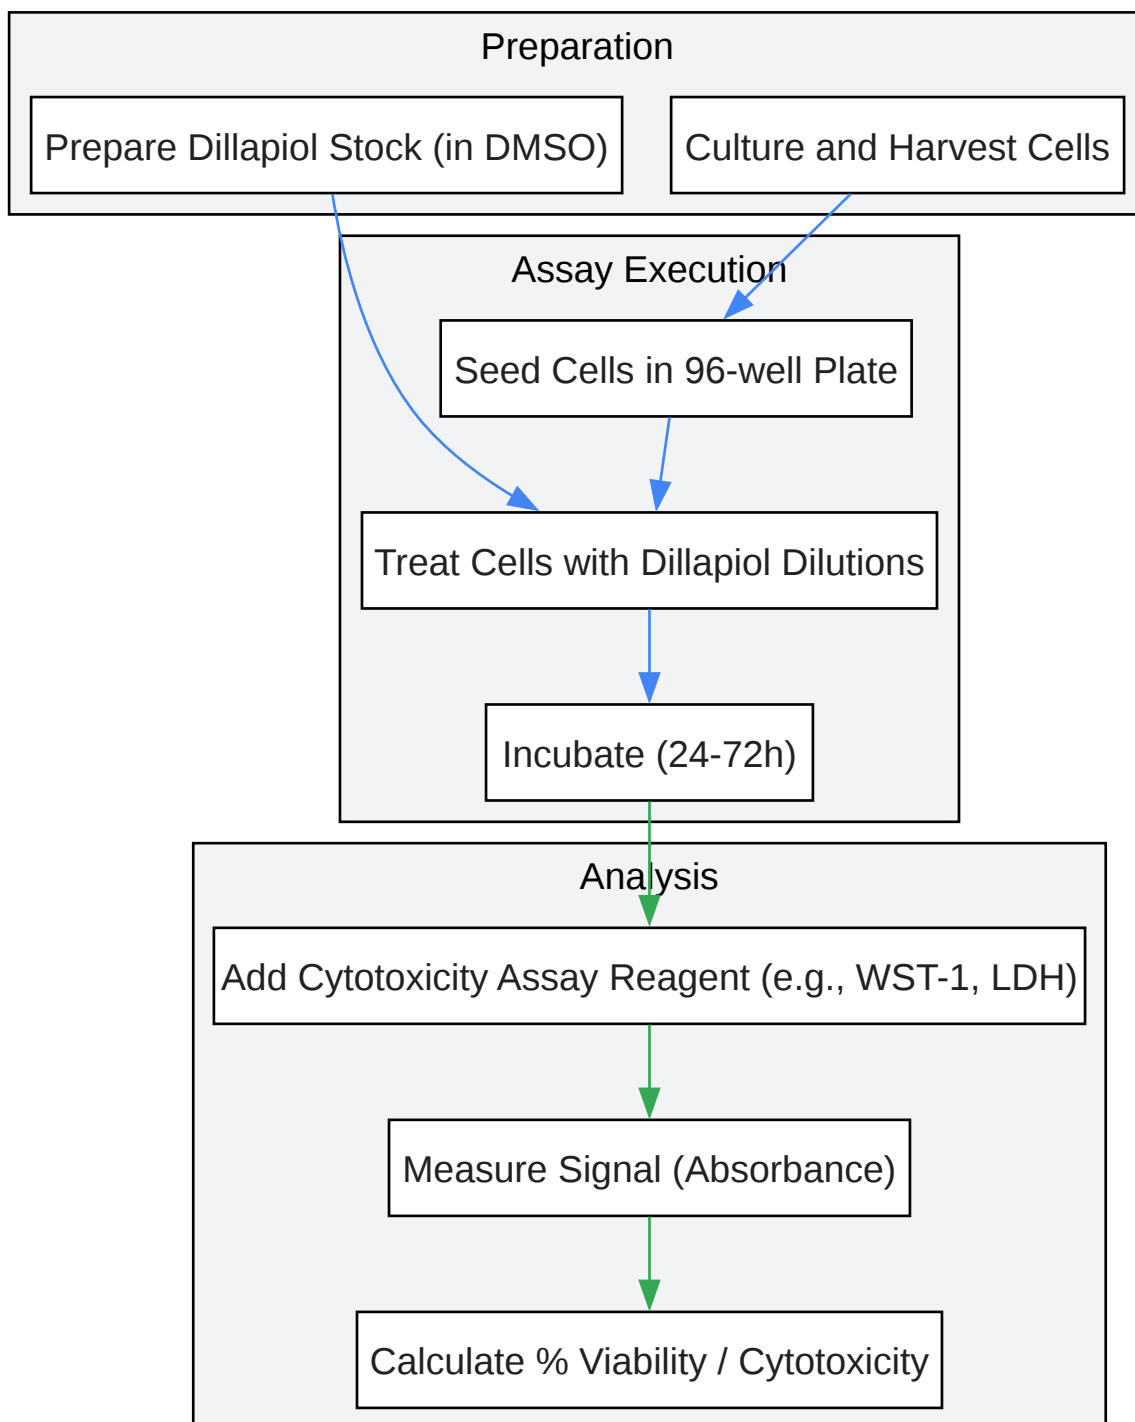 Preparation
Prepare Dillapiol Stock (in DMSO)
Culture and Harvest Cells
Assay Execution
Seed Cells in 96-well Plate
Treat Cells with Dillapiol Dilutions
Incubate (24-72h)
Analysis
Add Cytotoxicity Assay Reagent (e.g., WST-1, LDH)
Measure Signal (Absorbance)
Calculate % Viability / Cytotoxicity